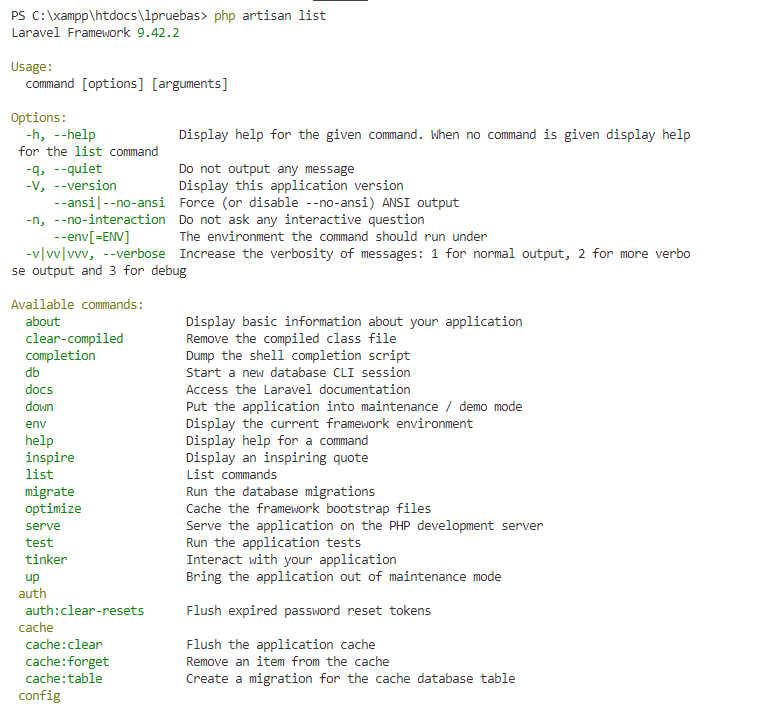 PS C:\xampp\htdocs\lpruebas> php artisan list
Laravel Framework 9.42.2
Usage:
command [options] [arguments]
Options:
-h, --help Display help for the given command. When no command is given display help
for the list command
-q, --quiet Do not output any message
-V, --version Display this application version
--ansi|--no-ansi Force (or disable --no-ansi) ANSI output
-n, --no-interaction Do not ask any interactive question
--env[=ENV] The environment the command should run under
-v|vv|vvv, --verbose Increase the verbosity of messages: 1 for normal output, 2 for more verbo
se output and 3 for debug
Available commands:
about Display basic information about your application
clear-compiled Remove the compiled class file
completion Dump the shell completion script
db Start a new database CLI session
docs Access the Laravel documentation
down Put the application into maintenance / demo mode
env Display the current framework environment
help Display help for a command
inspire Display an inspiring quote
list List commands
migrate Run the database migrations
optimize Cache the framework bootstrap files
serve Serve the application on the PHP development server
test Run the application tests
tinker Interact with your application
up Bring the application out of maintenance mode
auth
auth:clear-resets Flush expired password reset tokens
cache
cache:clear Flush the application cache
cache:forget Remove an item from the cache
cache:table Create a migration for the cache database table
config